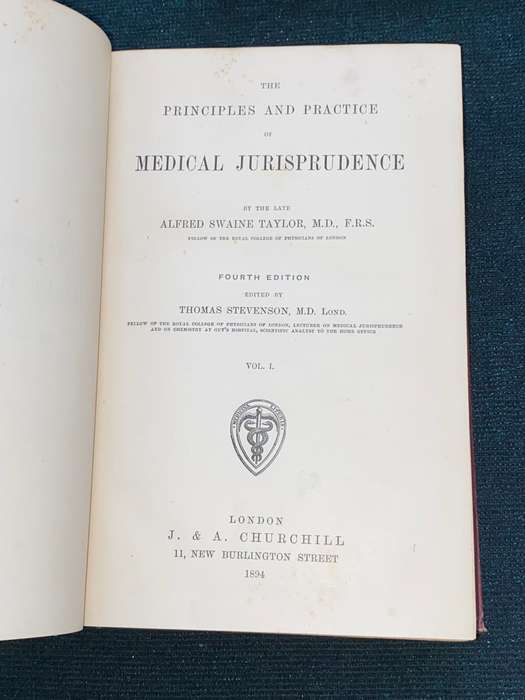 THE
PRINCIPLES AND PRACTICE
OF
MEDICAL JURISPRUDENCE
BY THE LATE
ALFRED SWAINE TAYLOR, M.D., F.R.S.
FELLOW OF THE ROYAL COLLEGE OF PHYSICIANS OF LONDON
FOURTH EDITION
EDITED BY
THOMAS STEVENSON, M.D. LOND.
FELLOW OF THE ROYAL COLLEGE OF PHYSICIANS OF LONDON, LECTURER ON MEDICAL JURISPRUDENCE
AND ON CHEMISTRY AT GUY'S HOSPITAL, SCIENTIFIC ANALYST TO THE HOME OFFICE
VOL. I.
MEDICINA LITERIS
LONDON
J. & A. CHURCHILL
11, NEW BURLINGTON STREET
1894